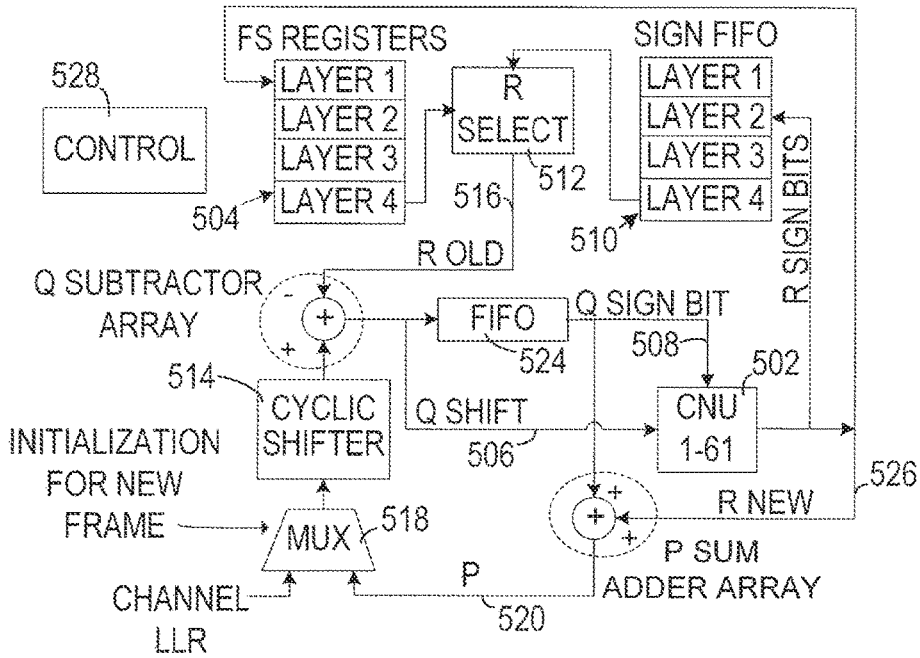 FS REGISTERS
SIGN FIFO
528
CONTROL
LAYER 1
LAYER 2
LAYER 3
LAYER 4
504
R
SELECT
512
516
LAYER 1
LAYER 2
LAYER 3
LAYER 4
510
R SIGN BITS
R OLD
Q SUBTRACTOR
ARRAY
-
+
+
FIFO
524
Q SIGN BIT
508
502
CNU
1-61
514
CYCLIC
SHIFTER
Q SHIFT
506
INITIALIZATION
FOR NEW
FRAME
MUX
518
+
+
+
R NEW
526
P SUM
ADDER ARRAY
P
520
CHANNEL
LLR